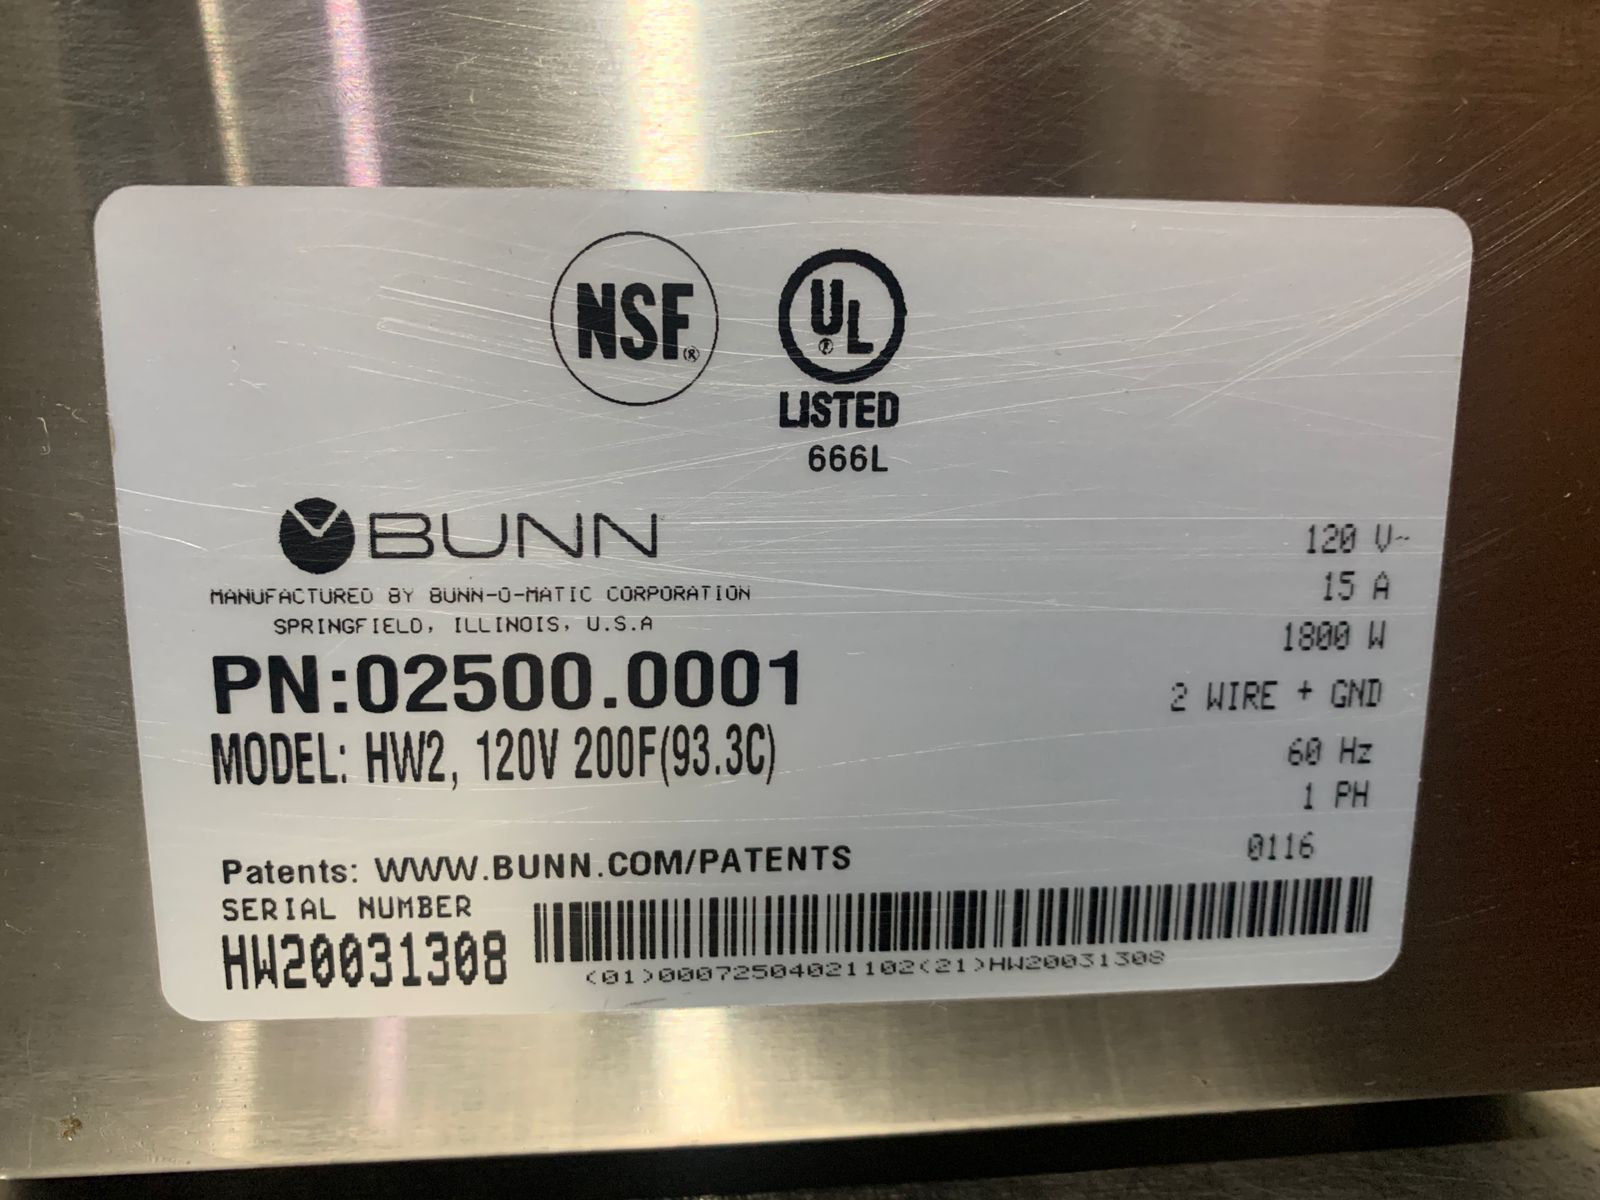 NSF®
UL®
LISTED
666L
BUNN
MANUFACTURED BY BUNN-O-MATIC CORPORATION
SPRINGFIELD, ILLINOIS, U.S.A
PN:02500.0001
MODEL: HW2, 120V 200F(93.3C)
120 V~
15 A
1800 W
2 WIRE + GND
60 Hz
1 PH
0116
Patents: WWW.BUNN.COM/PATENTS
SERIAL NUMBER
HW20031308
(01)00072504021102(21)HW20031308